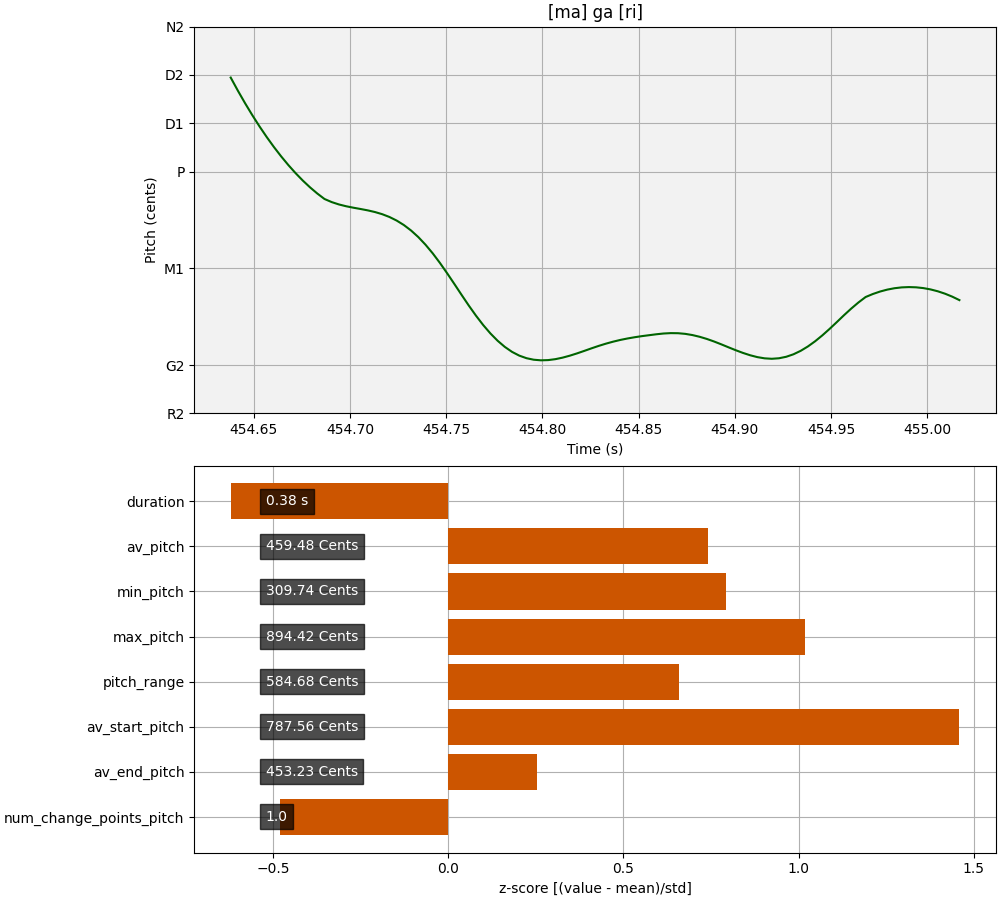 [ma] ga [ri]
N2
D2
D1
P
M1
G2
R2
Pitch (cents)
454.65 454.70 454.75 454.80 454.85 454.90 454.95 455.00
Time (s)
duration 0.38 s
av_pitch 459.48 Cents
min_pitch 309.74 Cents
max_pitch 894.42 Cents
pitch_range 584.68 Cents
av_start_pitch 787.56 Cents
av_end_pitch 453.23 Cents
num_change_points_pitch 1.0
−0.5 0.0 0.5 1.0 1.5
z-score [(value - mean)/std]